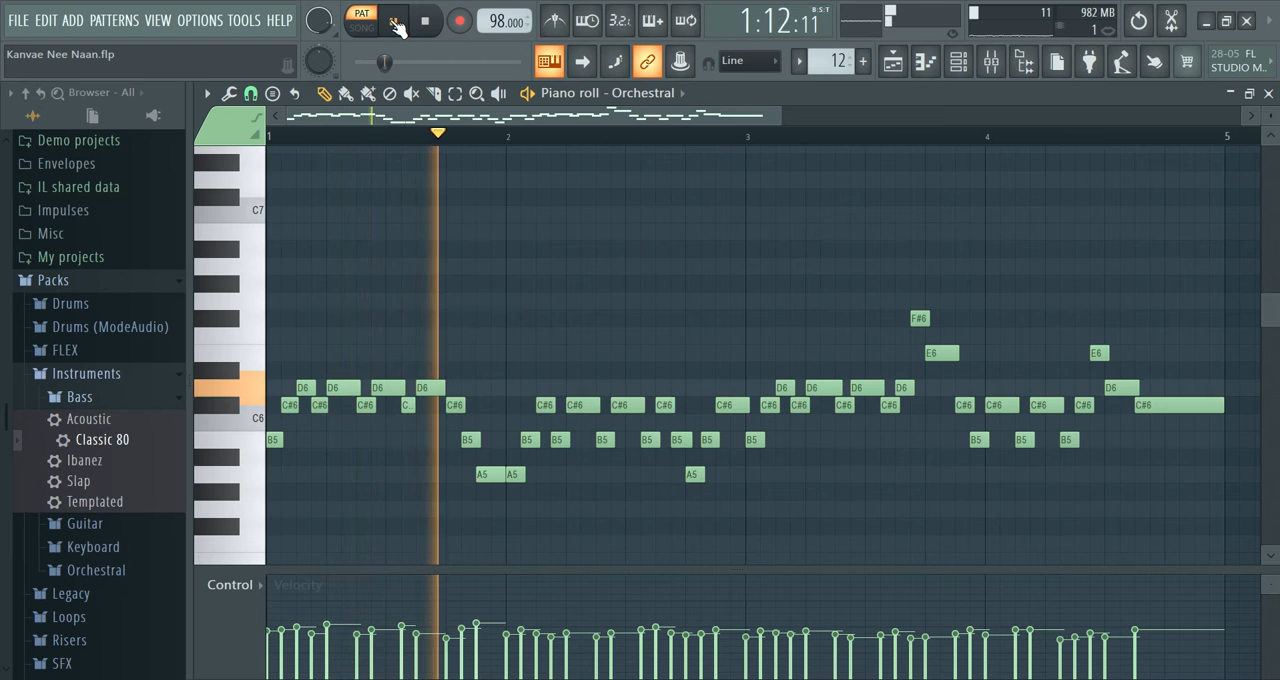 FILE EDIT ADD PATTERNS VIEW OPTIONS TOOLS HELP
PAT
SONG
98.000
3.2:
1:12:11
B:S:T
11
982 MB
1
Kanvae Nee Naan.flp
Line
12
28-05 FL
STUDIO M..
Browser - All
Piano roll - Orchestral
1 2 3 4 5
Demo projects
Envelopes
IL shared data
Impulses
Misc
My projects
Packs
Drums
Drums (ModeAudio)
FLEX
Instruments
Bass
Acoustic
Classic 80
Ibanez
Slap
Temptated
Guitar
Keyboard
Orchestral
Legacy
Loops
Risers
SFX
C7
F#6
E6 E6
D6 D6 D6 D6 D6 D6 D6 D6 D6
C6
C#6 C#6 C#6 C... C#6 C#6 C#6 C#6 C#6 C#6 C#6 C#6 C#6 C#6 C#6 C#6 C#6 C#6 C#6
B5 B5 B5 B5 B5 B5 B5 B5 B5 B5 B5 B5
A5 A5 A5
Control
Velocity